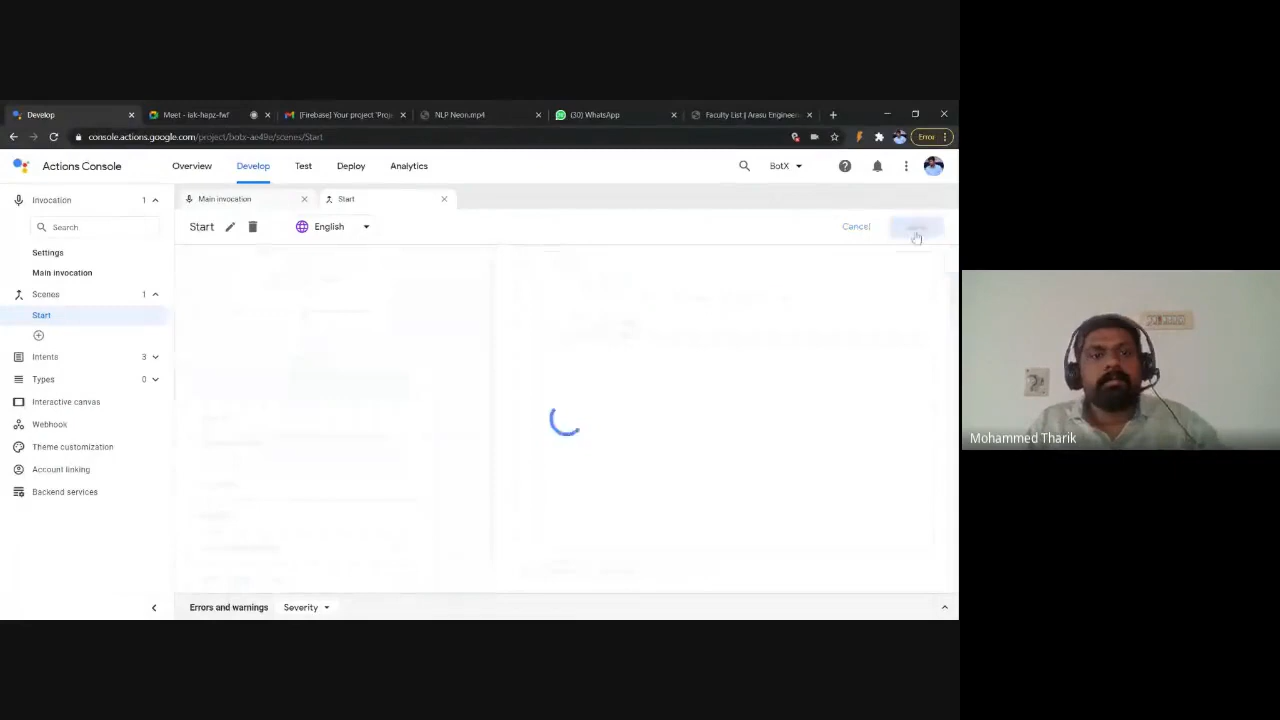 Develop
Meet - iak-hapz-fwf
[Firebase] Your project 'Proj
NLP Neon.mp4
(30) WhatsApp
Faculty List | Arasu Engineeri
console.actions.google.com/project/botx-ae49e/scenes/Start
Error
Actions Console
Overview
Develop
Test
Deploy
Analytics
BotX
Invocation 1
Search
Settings
Main invocation
Scenes 1
Start
Intents 3
Types 0
Interactive canvas
Webhook
Theme customization
Account linking
Backend services
Main invocation
Start
Start
English
Cancel
Errors and warnings
Severity
Mohammed Tharik